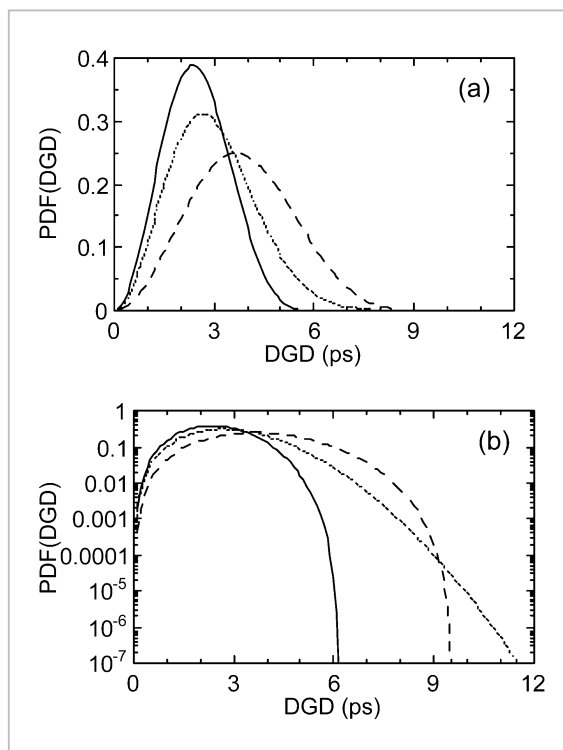 0.4
(a)
0.3
0.2
0.1
0
PDF(DGD)
0 3 6 9 12
DGD (ps)
1
(b)
0.1
0.01
0.001
0.0001
10⁻⁵
10⁻⁶
10⁻⁷
PDF(DGD)
0 3 6 9 12
DGD (ps)